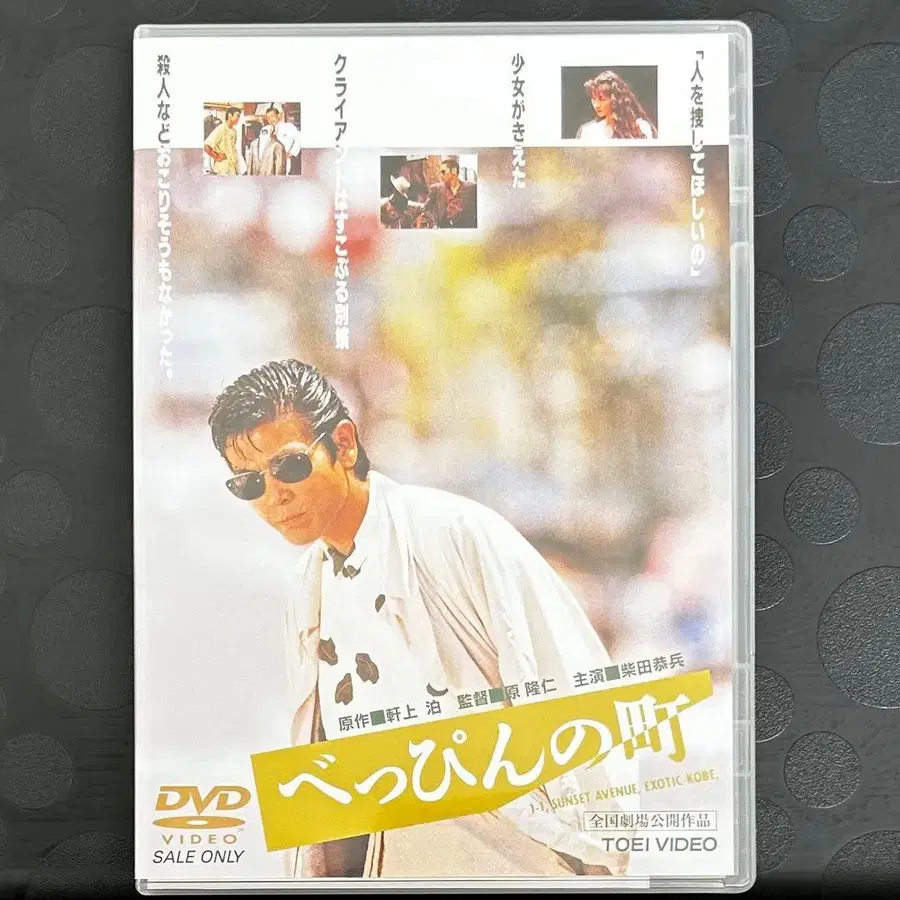 「人を捜してほしいの」
少女がきえた
クライアントはすこぶる別嬪
殺人などおこりそうもなかった。
原作■軒上 泊 監督■原 隆仁 主演■柴田恭兵
べっぴんの町
1-1, SUNSET AVENUE, EXOTIC KOBE.
全国劇場公開作品
TOEI VIDEO
DVD
VIDEO
SALE ONLY